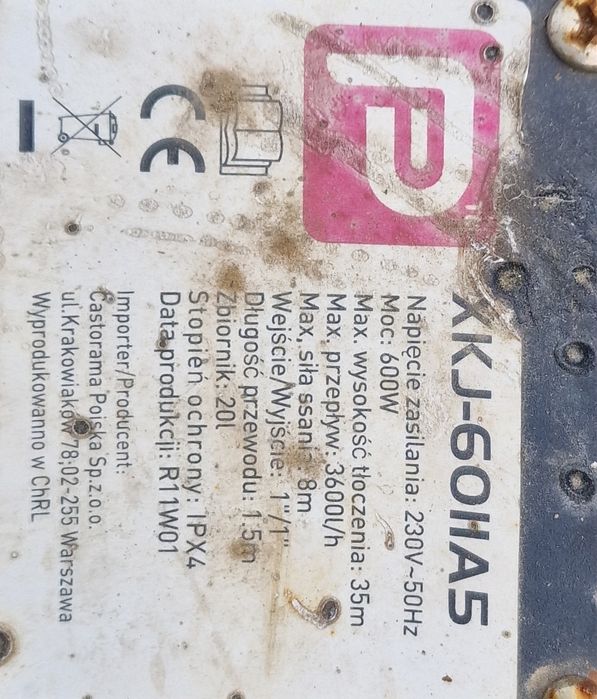 P
CE
XKJ-60IIA5
Napięcie zasilania: 230V~50Hz
Moc: 600W
Max. wysokość tłoczenia: 35m
Max. przepływ: 3600l/h
Max, siła ssania: 8m
Wejście/Wyjście: 1"/1"
Długość przewodu: 1.5m
Zbiornik: 20l
Stopień ochrony: IPX4
Data produkcji: R11W01
Importer/Producent:
Castorama Polska Sp.z.o.o.
ul.Krakowiaków 78;02-255 Warszawa
Wyprodukowanno w ChRL